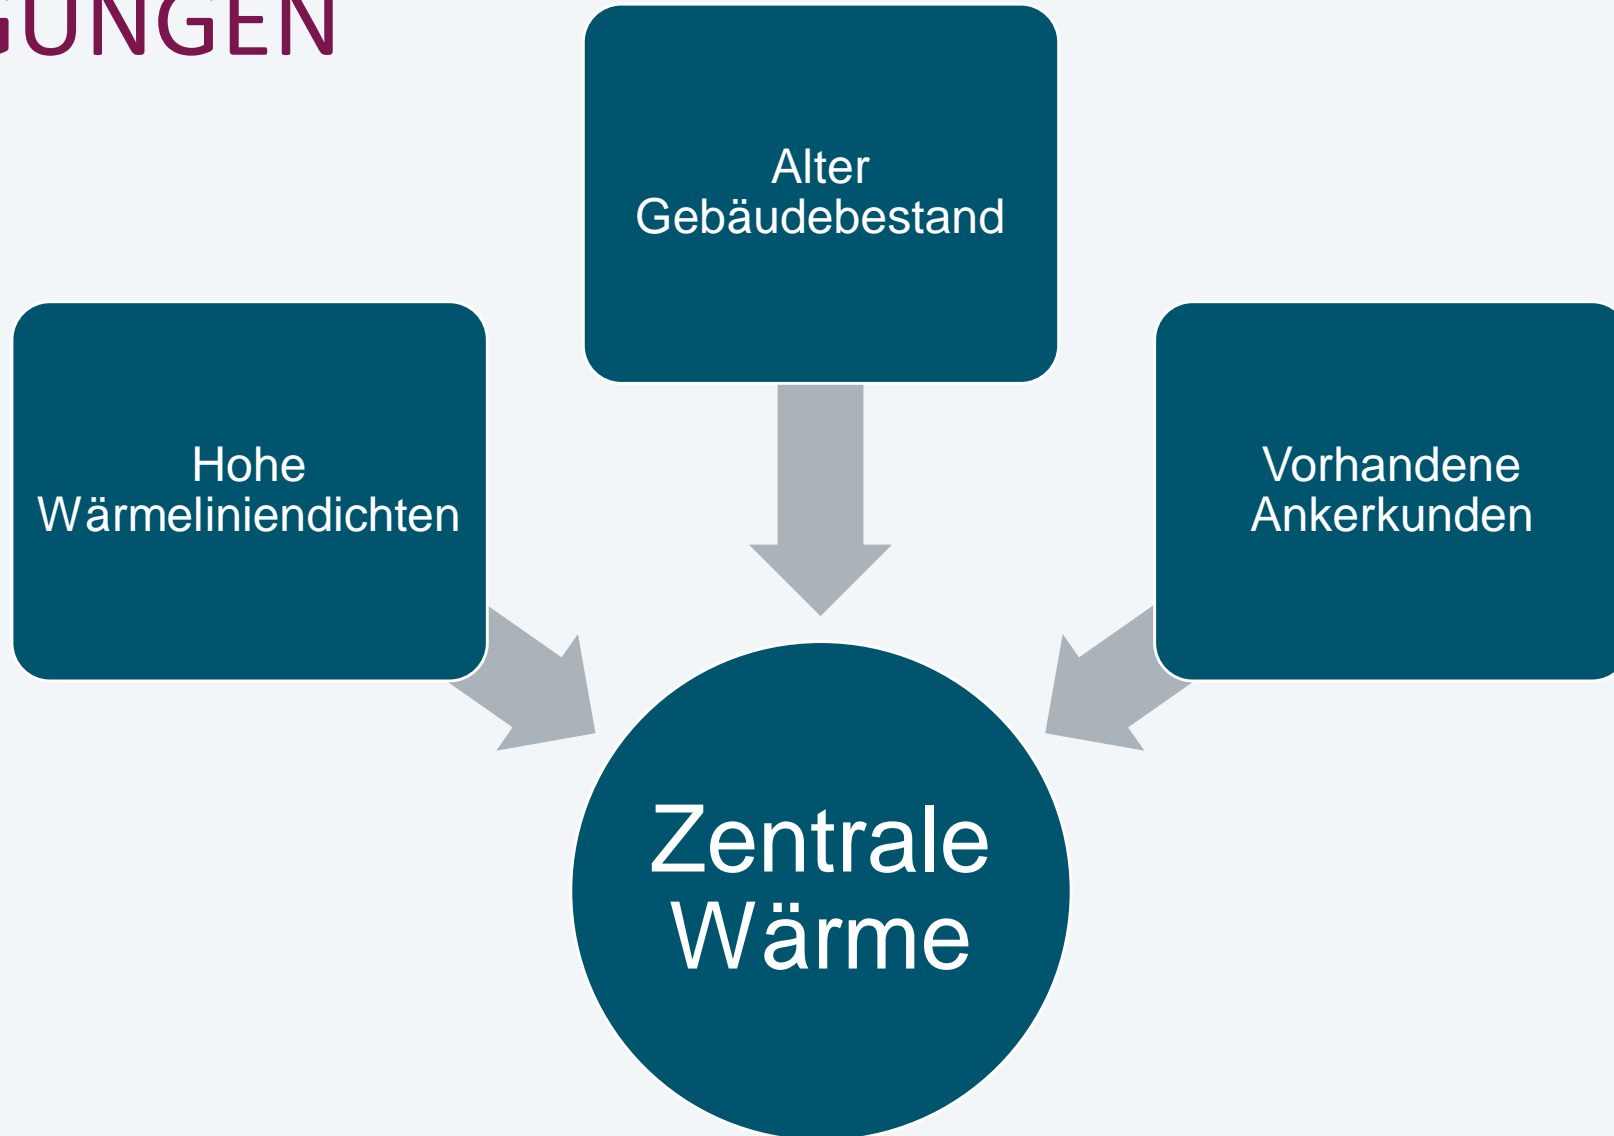 GUNGEN
Alter
Gebäudebestand
Hohe
Wärmeliniendichten
Vorhandene
Ankerkunden
Zentrale
Wärme